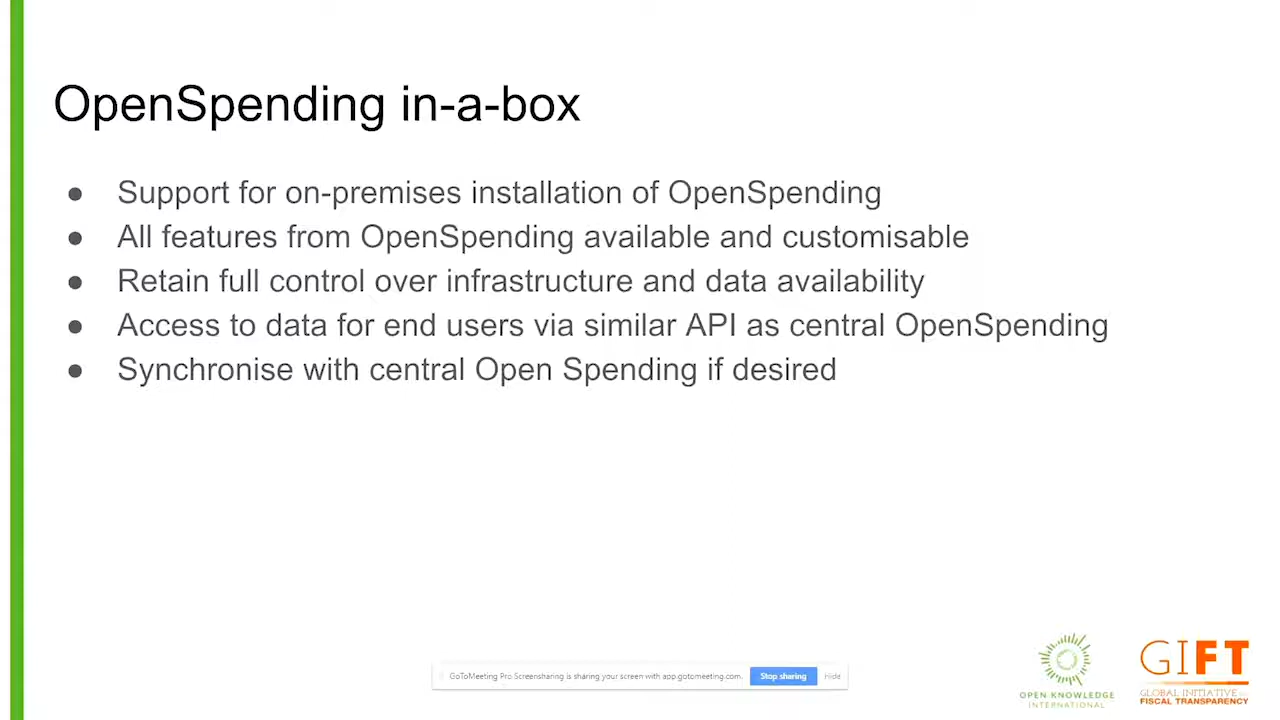 OpenSpending in-a-box
● Support for on-premises installation of OpenSpending
● All features from OpenSpending available and customisable
● Retain full control over infrastructure and data availability
● Access to data for end users via similar API as central OpenSpending
● Synchronise with central Open Spending if desired
GoToMeeting Pro Screensharing is sharing your screen with app.gotomeeting.com.
Stop sharing
Hide
OPEN KNOWLEDGE
INTERNATIONAL
GIFT
GLOBAL INITIATIVE
FISCAL TRANSPARENCY